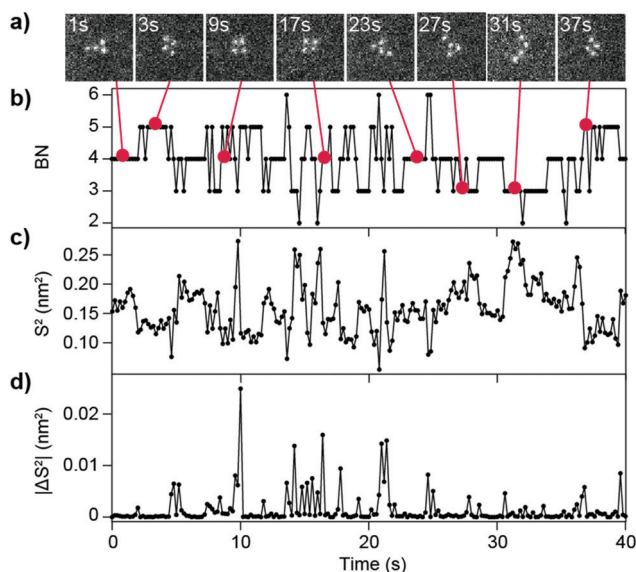 a)
1s 3s 9s 17s 23s 27s 31s 37s
b)
BN
6
5
4
3
2
c)
S² (nm²)
0.25
0.20
0.15
0.10
d)
|ΔS²| (nm²)
0.02
0.01
0
0 10 20 30 40
Time (s)